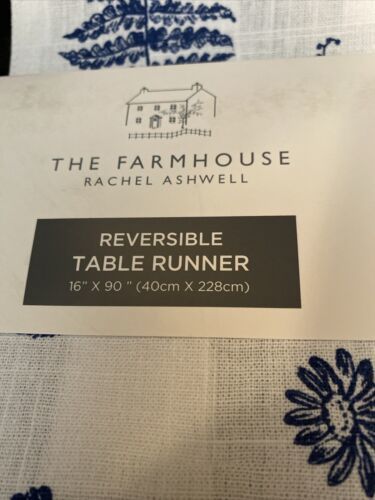 THE FARMHOUSE
RACHEL ASHWELL
REVERSIBLE
TABLE RUNNER
16" X 90 " (40cm X 228cm)